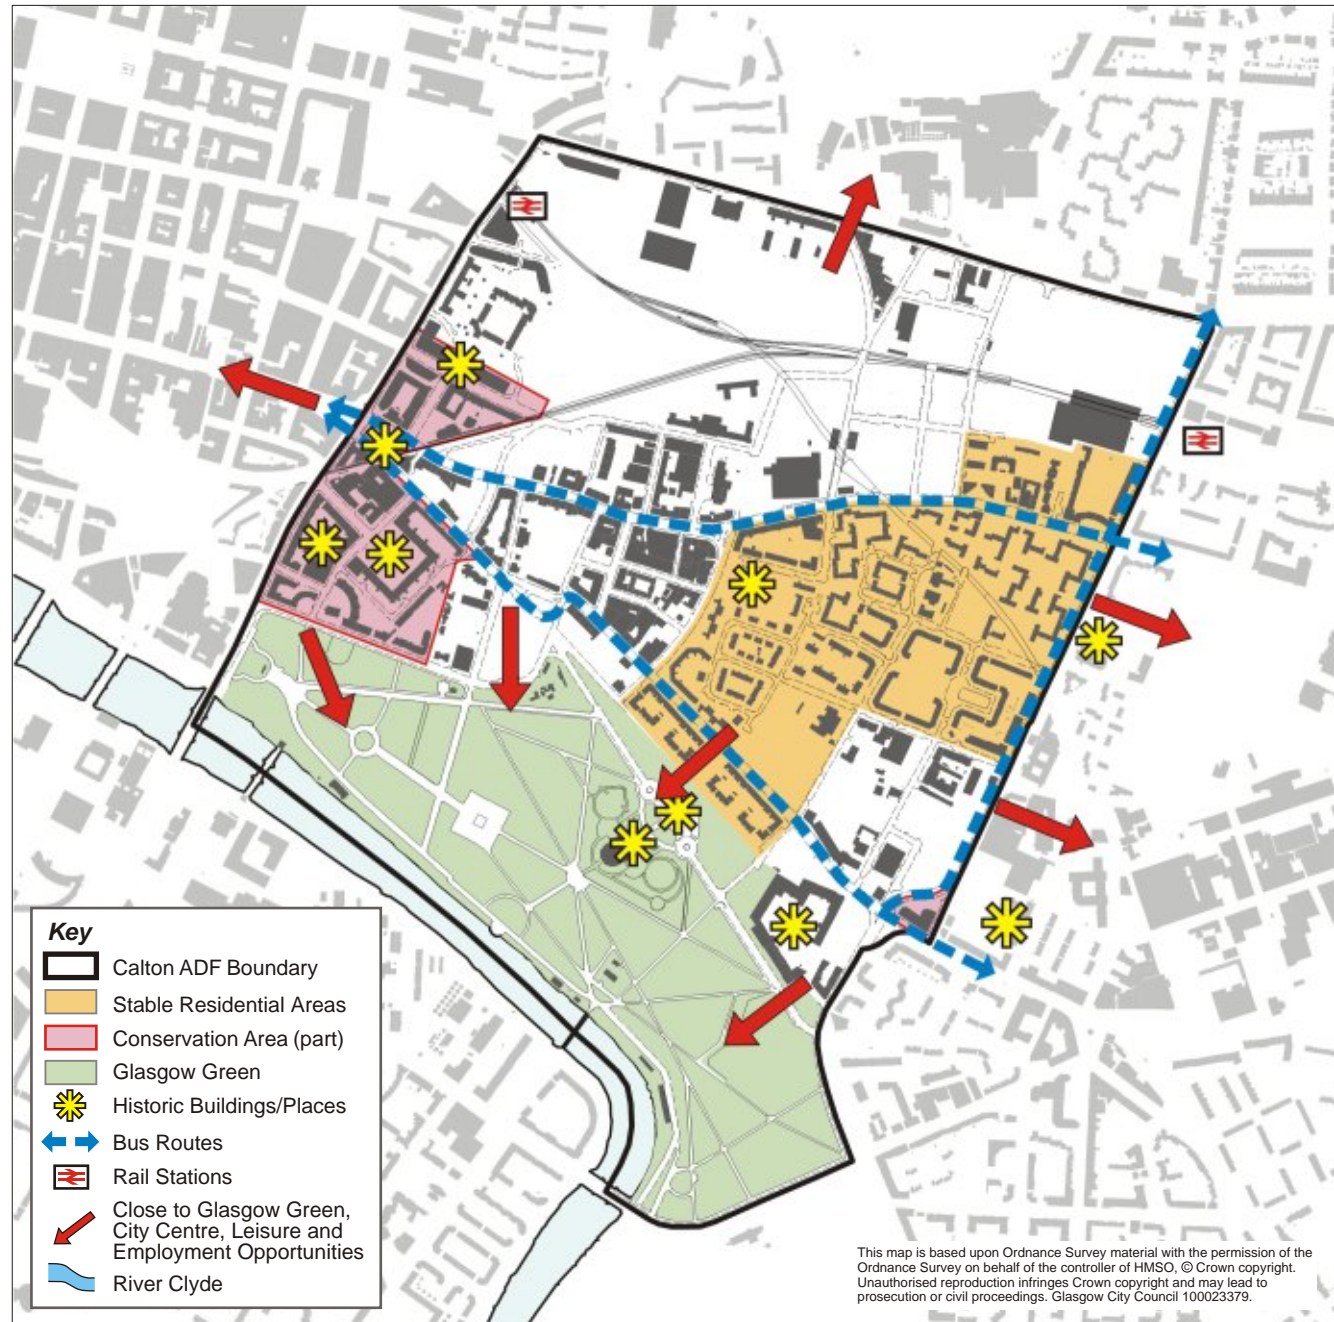 Key
Calton ADF Boundary
Stable Residential Areas
Conservation Area (part)
Glasgow Green
Historic Buildings/Places
Bus Routes
Rail Stations
Close to Glasgow Green,
City Centre, Leisure and
Employment Opportunities
River Clyde
This map is based upon Ordnance Survey material with the permission of the
Ordnance Survey on behalf of the controller of HMSO, © Crown copyright.
Unauthorised reproduction infringes Crown copyright and may lead to
prosecution or civil proceedings. Glasgow City Council 100023379.